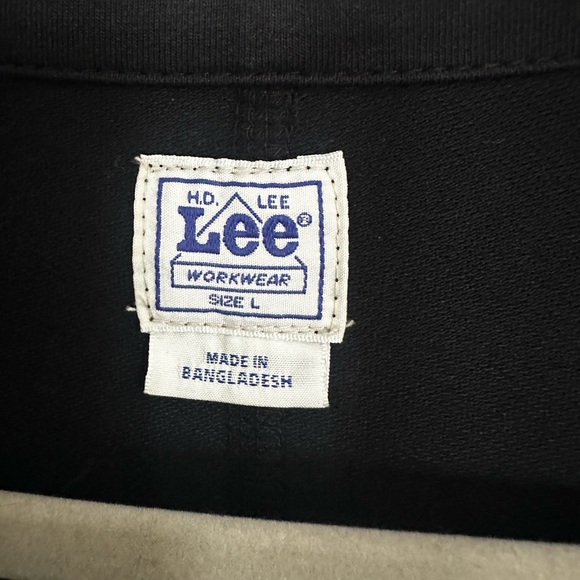 H.D. LEE
Lee®
WORKWEAR
SIZE L
MADE IN
BANGLADESH